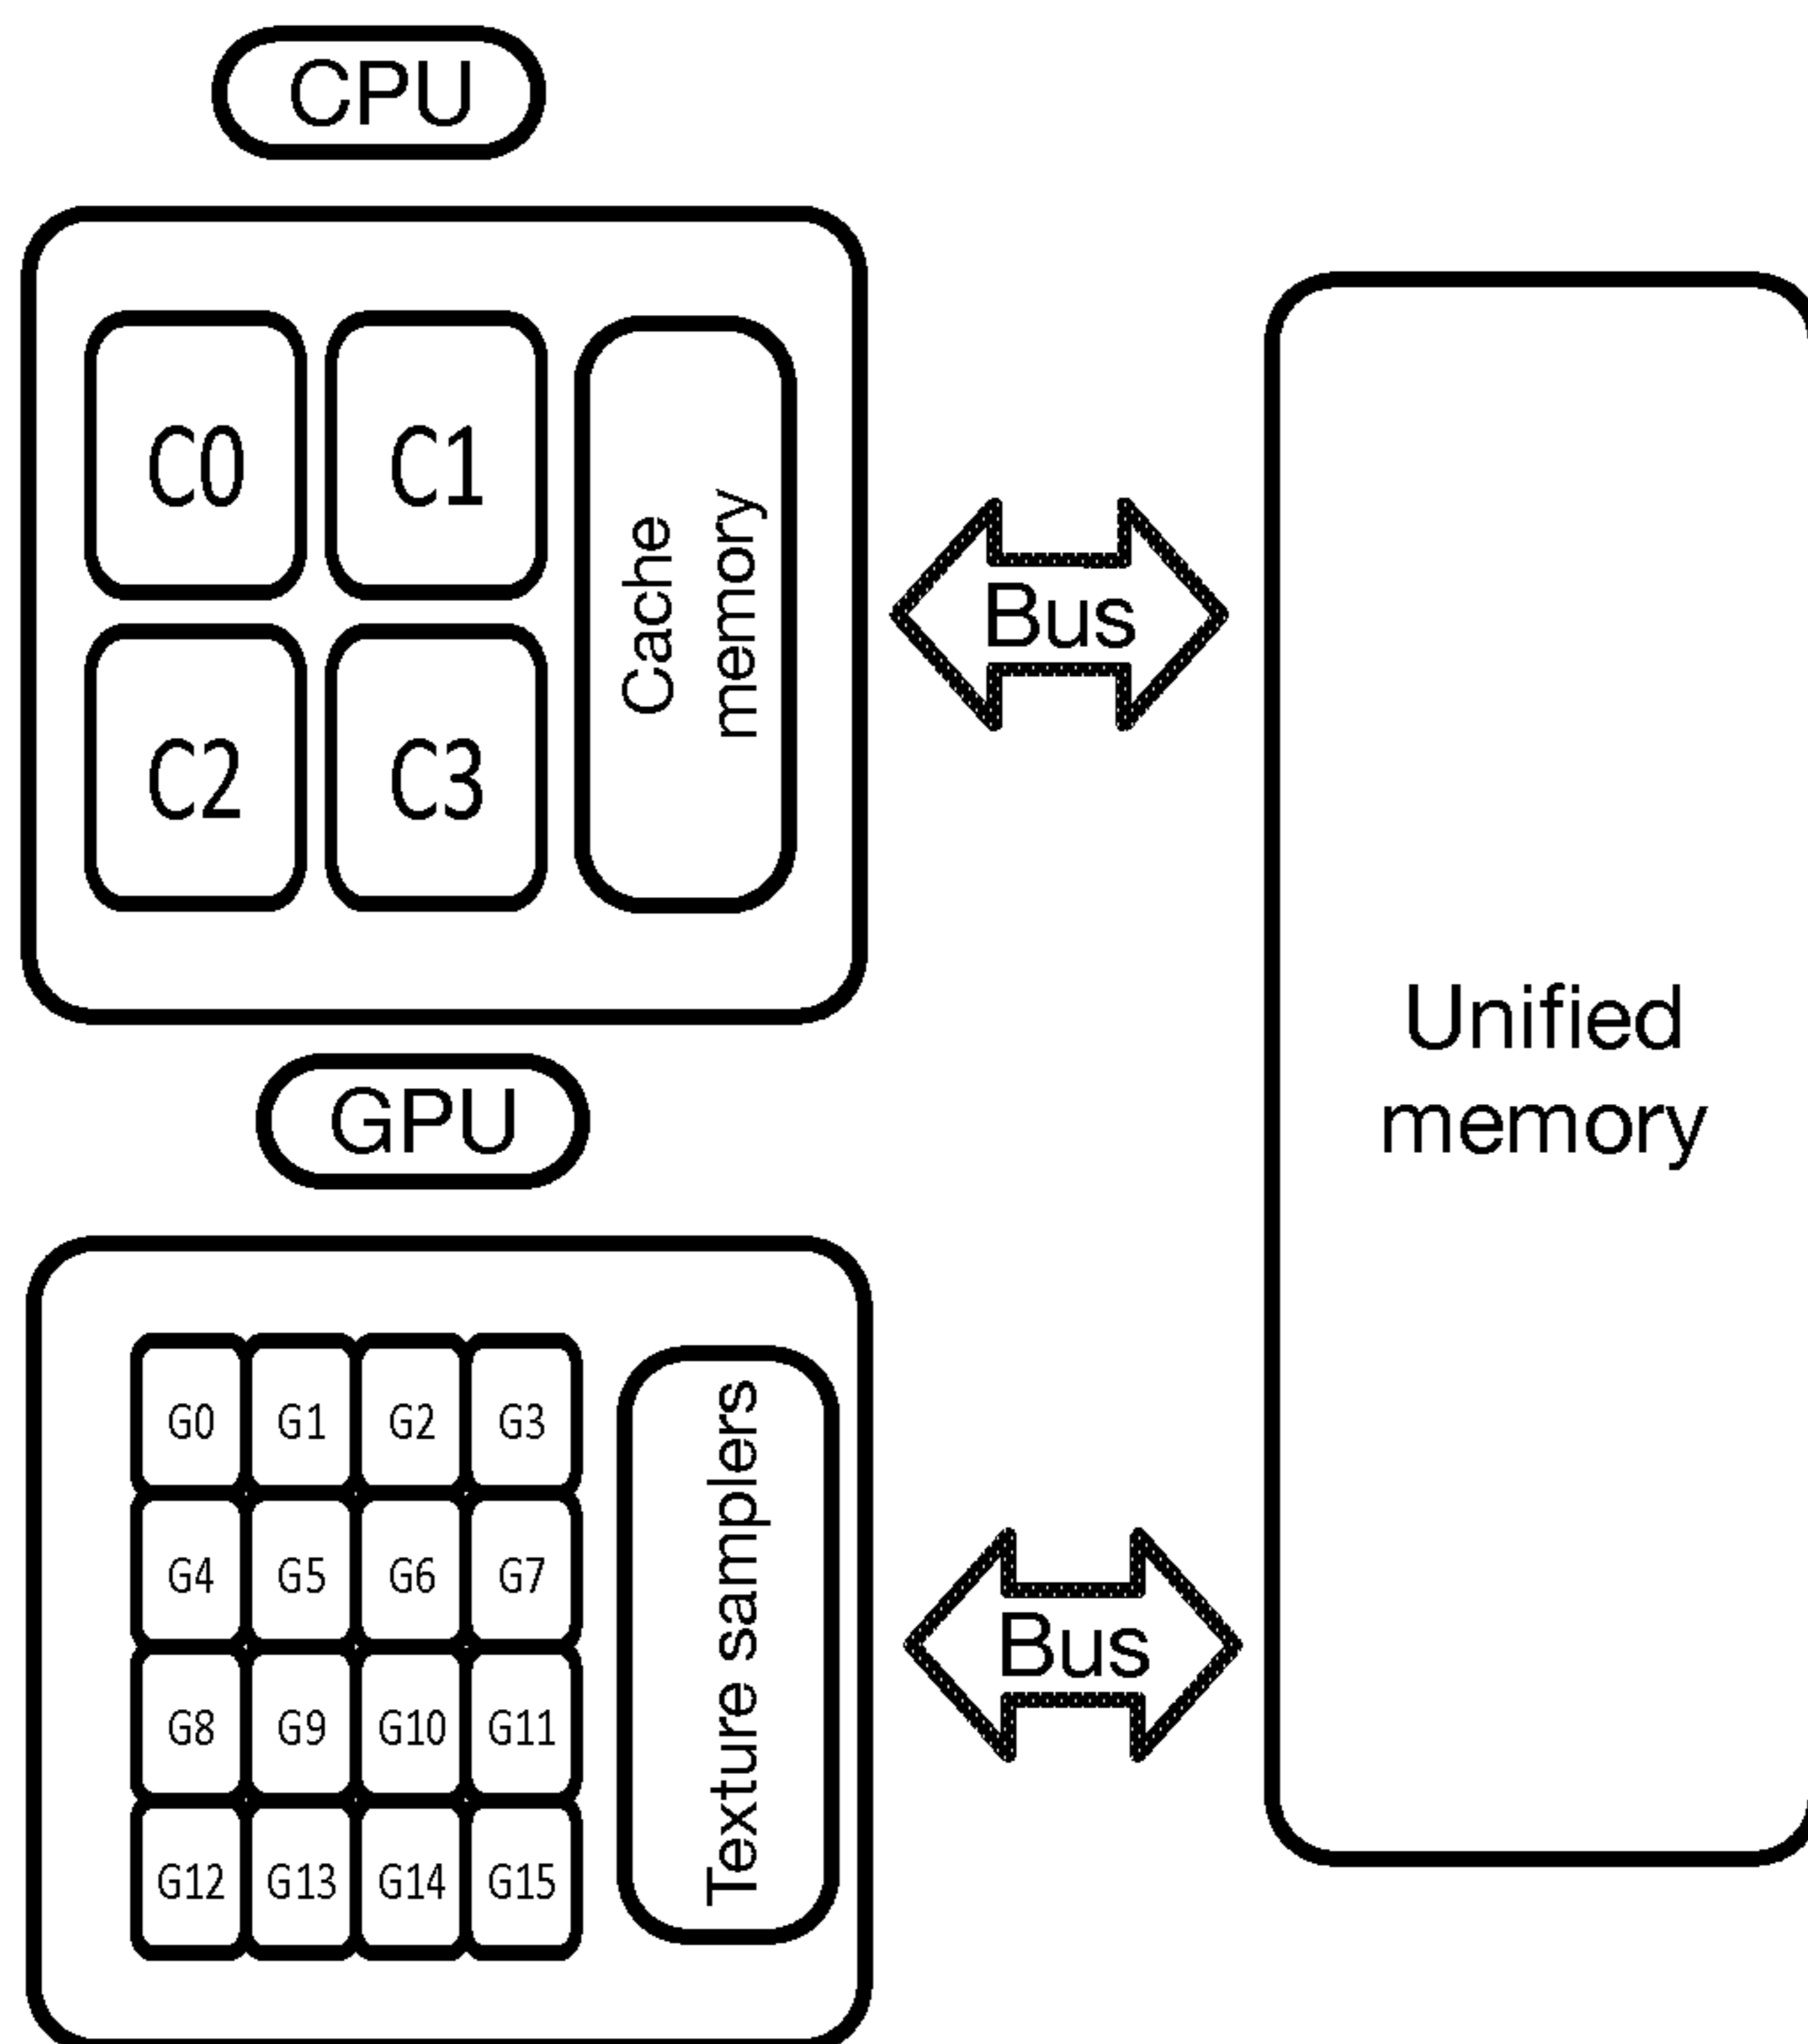 CPU
C0
C1
C2
C3
Cache
memory
Bus
GPU
G0
G1
G2
G3
G4
G5
G6
G7
G8
G9
G10
G11
G12
G13
G14
G15
Texture samplers
Bus
Unified
memory